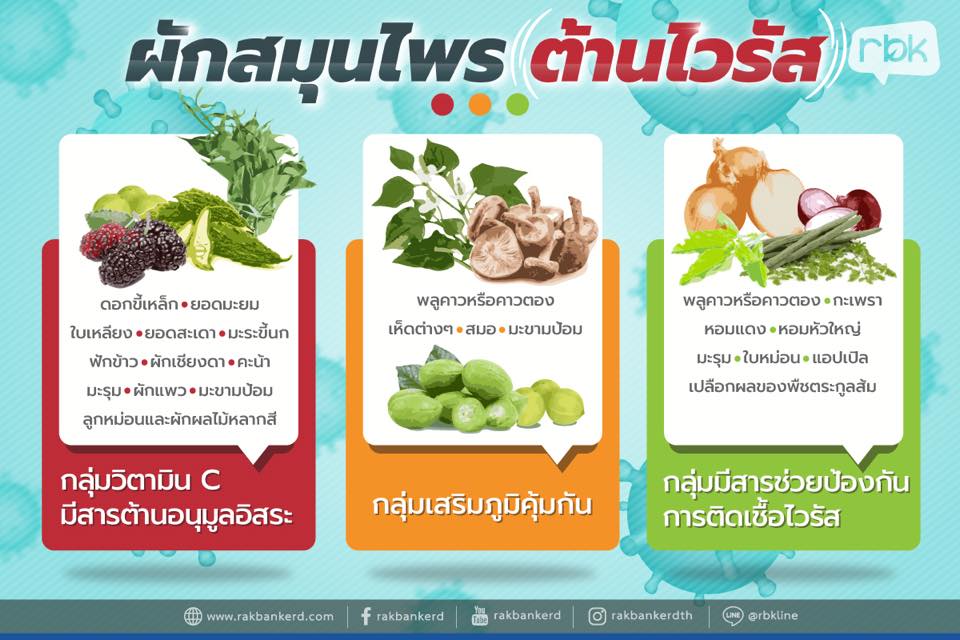 ผักสมุนไพร (ต้านไวรัส)
rbk
ดอกขี้เหล็ก • ยอดมะยม
ใบเหลียง • ยอดสะเดา • มะระขี้นก
ฟักข้าว • ผักเชียงดา • คะน้า
มะรุม • ผักแพว • มะขามป้อม
ลูกหม่อนและผักผลไม้หลากสี
กลุ่มวิตามิน C
มีสารต้านอนุมูลอิสระ
พลูคาวหรือคาวตอง
เห็ดต่างๆ • สมอ • มะขามป้อม
กลุ่มเสริมภูมิคุ้มกัน
พลูคาวหรือคาวตอง • กะเพรา
หอมแดง • หอมหัวใหญ่
มะรุม • ใบหม่อน • แอปเปิล
เปลือกผลของพืชตระกูลส้ม
กลุ่มมีสารช่วยป้องกัน
การติดเชื้อไวรัส
www.rakbankerd.com | f rakbankerd | You Tube rakbankerd | rakbankerdth | LINE @rbkline